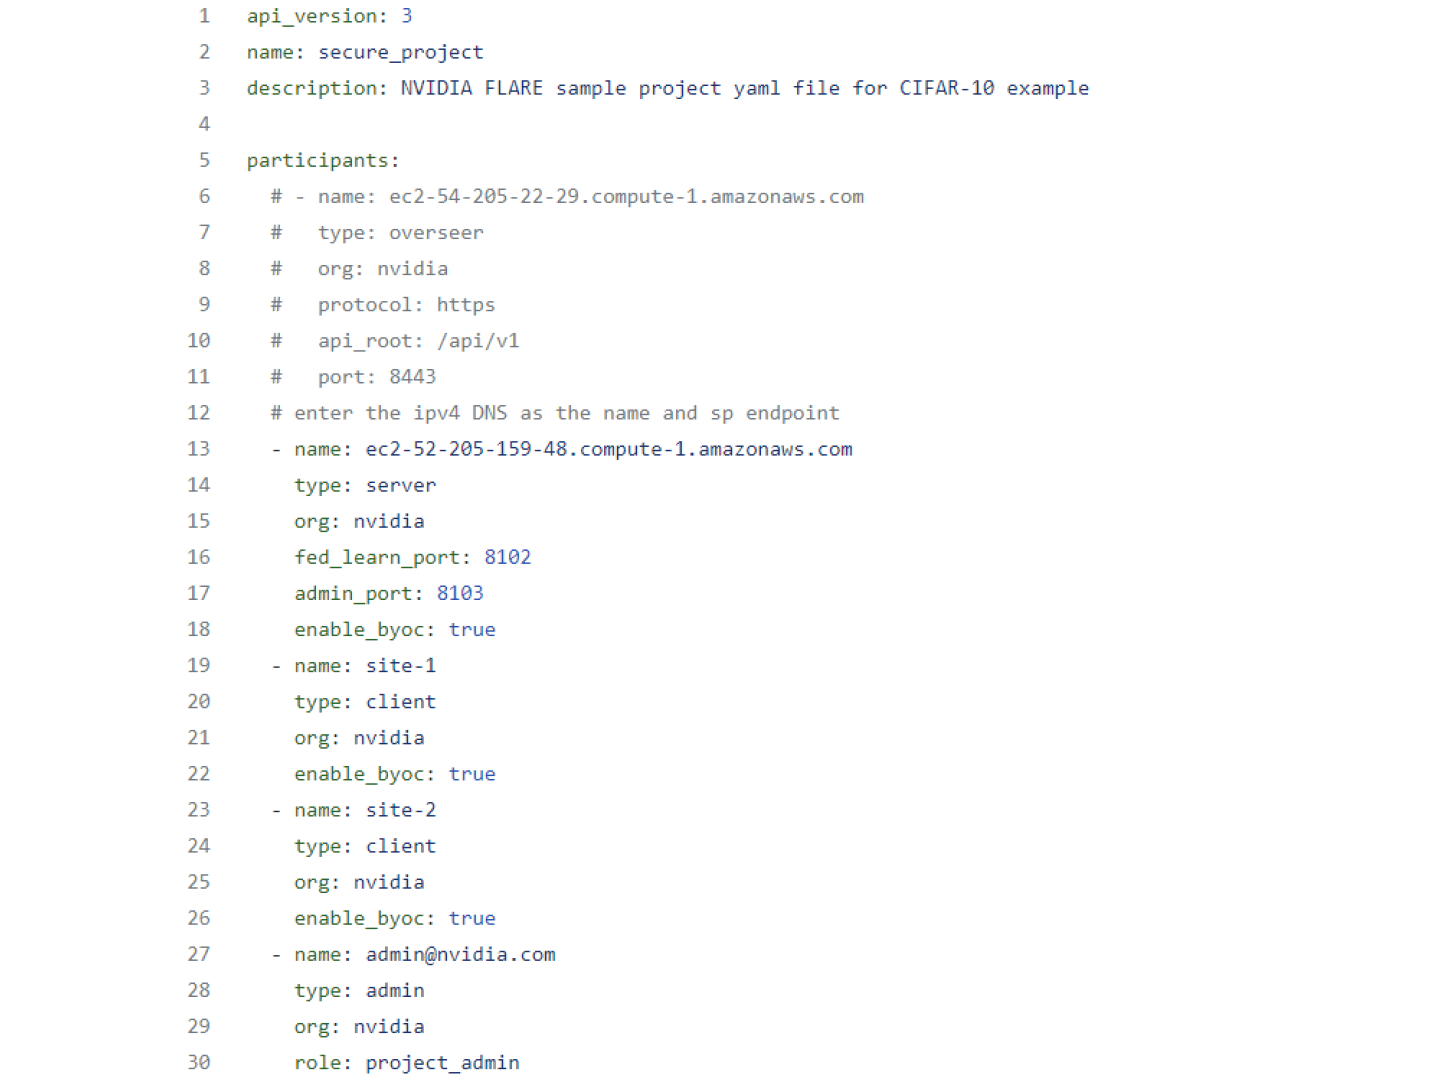 1 api_version: 3
2 name: secure_project
3 description: NVIDIA FLARE sample project yaml file for CIFAR-10 example
4
5 participants:
6   # - name: ec2-54-205-22-29.compute-1.amazonaws.com
7   #   type: overseer
8   #   org: nvidia
9   #   protocol: https
10   #   api_root: /api/v1
11   #   port: 8443
12   # enter the ipv4 DNS as the name and sp endpoint
13   - name: ec2-52-205-159-48.compute-1.amazonaws.com
14     type: server
15     org: nvidia
16     fed_learn_port: 8102
17     admin_port: 8103
18     enable_byoc: true
19   - name: site-1
20     type: client
21     org: nvidia
22     enable_byoc: true
23   - name: site-2
24     type: client
25     org: nvidia
26     enable_byoc: true
27   - name: admin@nvidia.com
28     type: admin
29     org: nvidia
30     role: project_admin